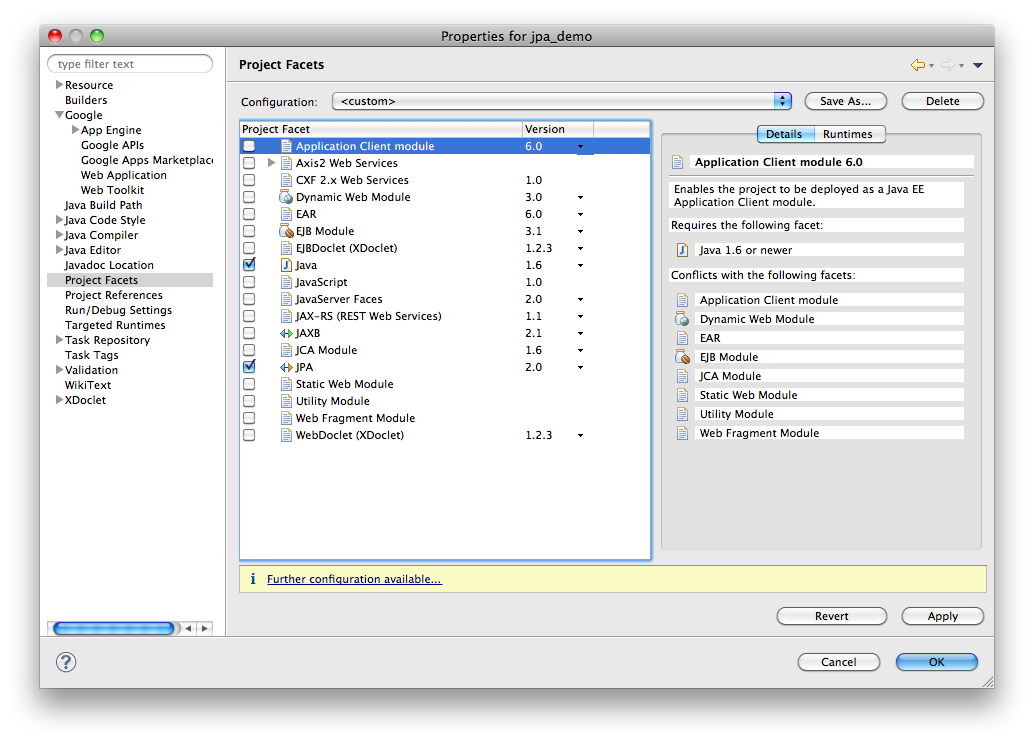 Properties for jpa_demo
type filter text
Resource
Builders
Google
App Engine
Google APIs
Google Apps Marketplace
Web Application
Web Toolkit
Java Build Path
Java Code Style
Java Compiler
Java Editor
Javadoc Location
Project Facets
Project References
Run/Debug Settings
Targeted Runtimes
Task Repository
Task Tags
Validation
WikiText
XDoclet
Project Facets
Configuration: <custom> Save As... Delete
Project Facet Version
Application Client module 6.0
Axis2 Web Services
CXF 2.x Web Services 1.0
Dynamic Web Module 3.0
EAR 6.0
EJB Module 3.1
EJBDoclet (XDoclet) 1.2.3
Java 1.6
JavaScript 1.0
JavaServer Faces 2.0
JAX-RS (REST Web Services) 1.1
JAXB 2.1
JCA Module 1.6
JPA 2.0
Static Web Module
Utility Module
Web Fragment Module
WebDoclet (XDoclet) 1.2.3
Details Runtimes
Application Client module 6.0
Enables the project to be deployed as a Java EE
Application Client module.
Requires the following facet:
Java 1.6 or newer
Conflicts with the following facets:
Application Client module
Dynamic Web Module
EAR
EJB Module
JCA Module
Static Web Module
Utility Module
Web Fragment Module
i Further configuration available...
Revert Apply
? Cancel OK